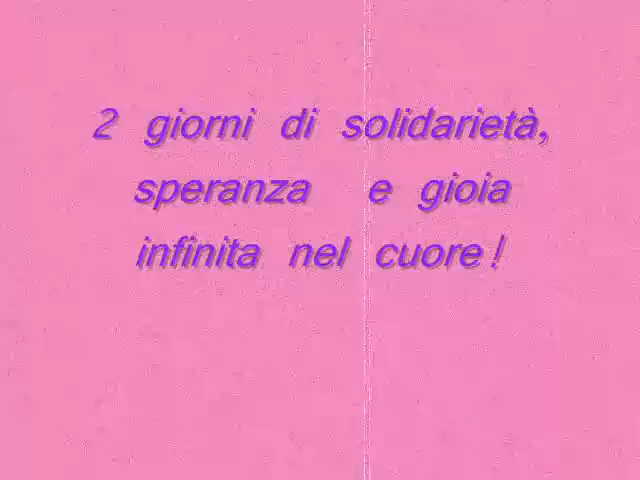 2 giorni di solidarietà,
speranza e gioia
infinita nel cuore!